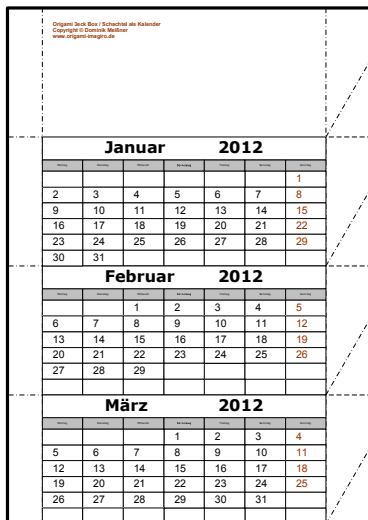 Origami Jeck Box / Schachtel als Kalender
Copyright © Dominik Meißner
www.origami-imagiro.de
Januar 2012
1
2 3 4 5 6 7 8
9 10 11 12 13 14 15
16 17 18 19 20 21 22
23 24 25 26 27 28 29
30 31
Februar 2012
1 2 3 4 5
6 7 8 9 10 11 12
13 14 15 16 17 18 19
20 21 22 23 24 25 26
27 28 29
März 2012
1 2 3 4
5 6 7 8 9 10 11
12 13 14 15 16 17 18
19 20 21 22 23 24 25
26 27 28 29 30 31